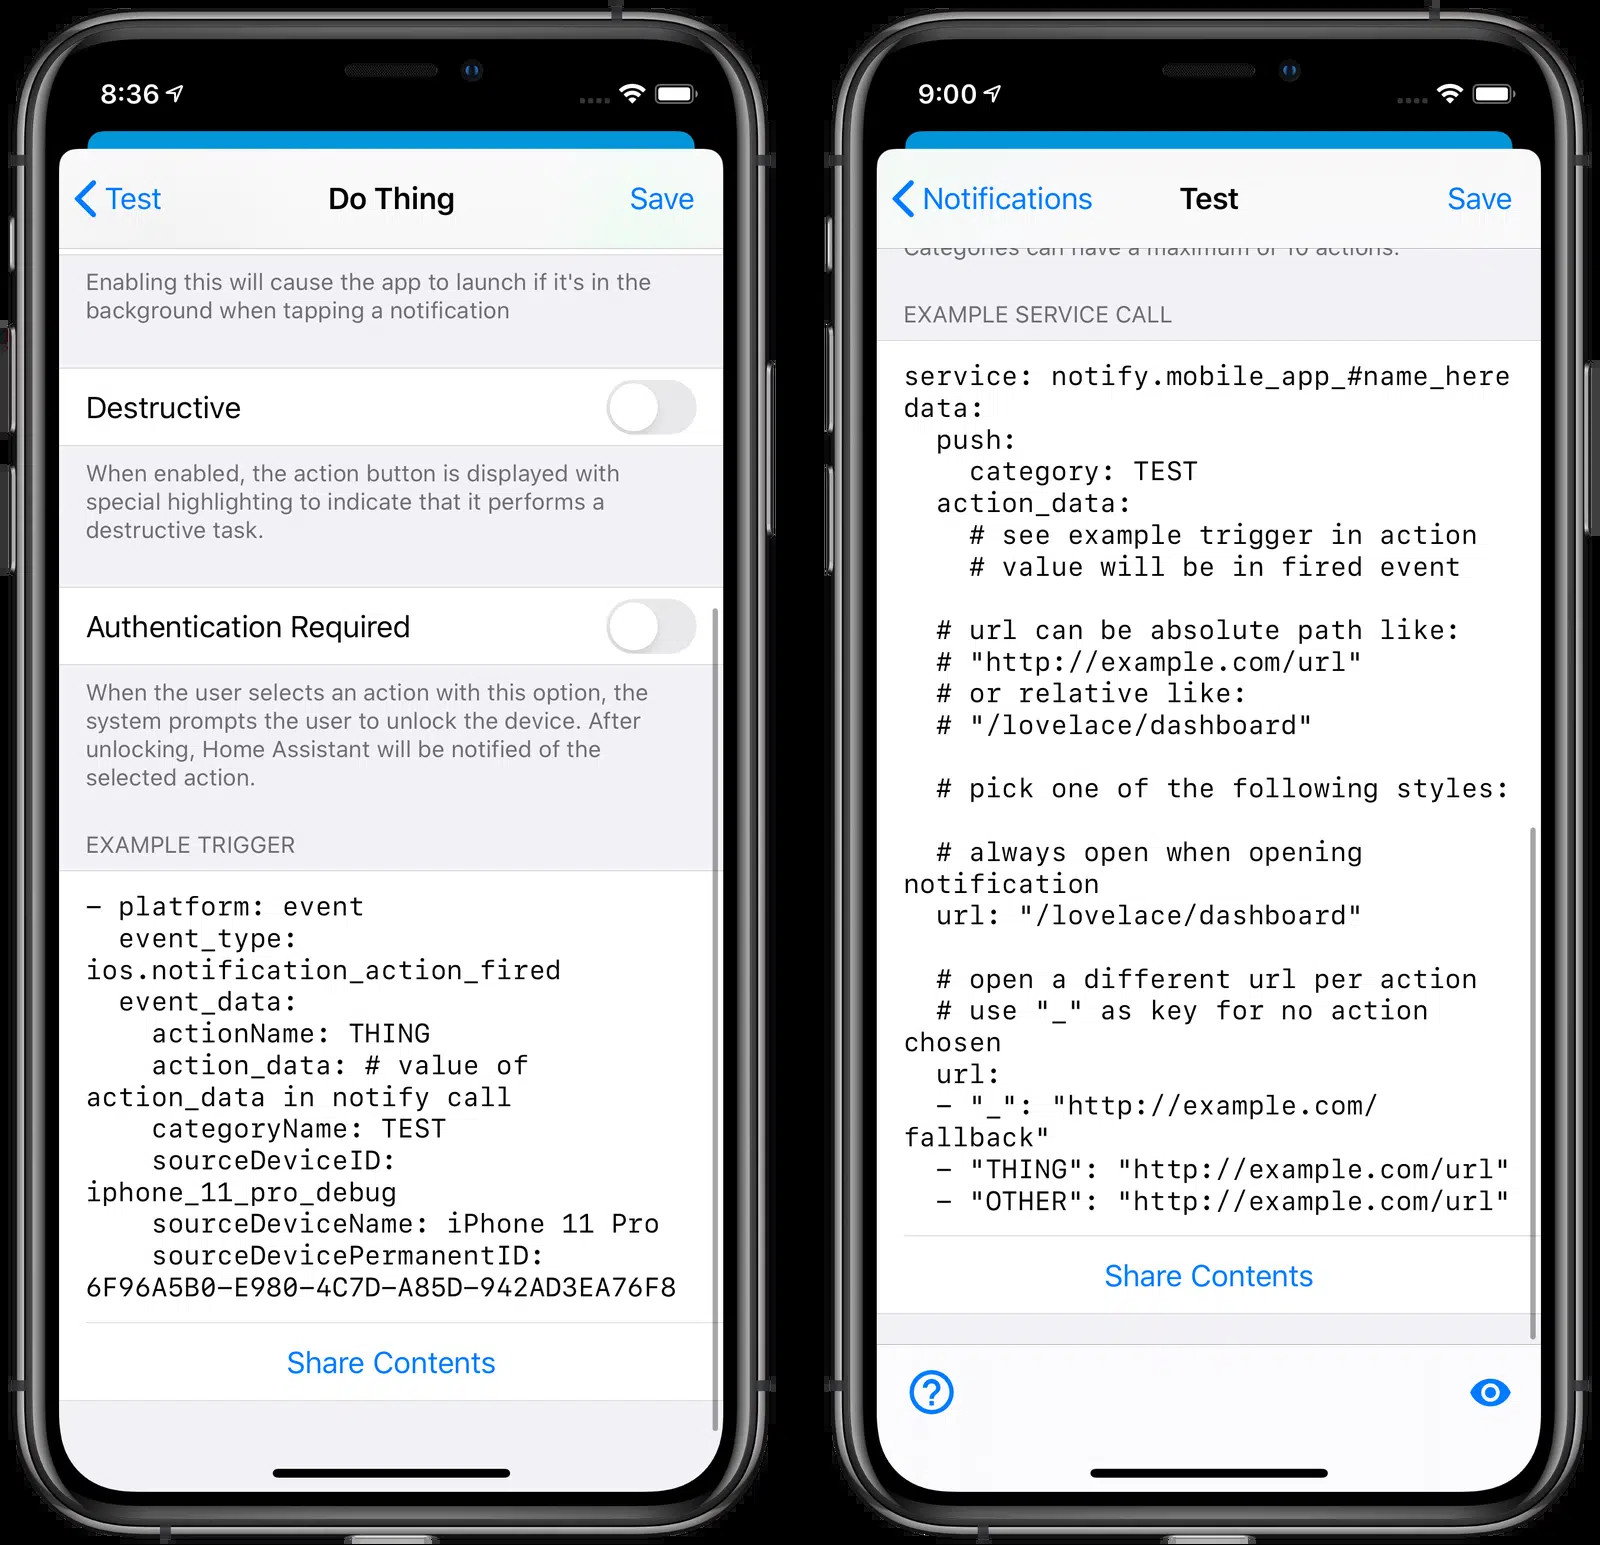 8:36
Test
Do Thing
Save
Enabling this will cause the app to launch if it's in the
background when tapping a notification
Destructive
When enabled, the action button is displayed with
special highlighting to indicate that it performs a
destructive task.
Authentication Required
When the user selects an action with this option, the
system prompts the user to unlock the device. After
unlocking, Home Assistant will be notified of the
selected action.
EXAMPLE TRIGGER
- platform: event
  event_type:
ios.notification_action_fired
  event_data:
    actionName: THING
    action_data: # value of
action_data in notify call
    categoryName: TEST
    sourceDeviceID:
iphone_11_pro_debug
    sourceDeviceName: iPhone 11 Pro
    sourceDevicePermanentID:
6F96A5B0-E980-4C7D-A85D-942AD3EA76F8
Share Contents
9:00
Notifications
Test
Save
Categories can have a maximum of 10 actions.
EXAMPLE SERVICE CALL
service: notify.mobile_app_#name_here
data:
  push:
    category: TEST
  action_data:
    # see example trigger in action
    # value will be in fired event
  # url can be absolute path like:
  # "http://example.com/url"
  # or relative like:
  # "/lovelace/dashboard"
  # pick one of the following styles:
  # always open when opening
notification
  url: "/lovelace/dashboard"
  # open a different url per action
  # use "_" as key for no action
chosen
  url:
  - "_": "http://example.com/
fallback"
  - "THING": "http://example.com/url"
  - "OTHER": "http://example.com/url"
Share Contents